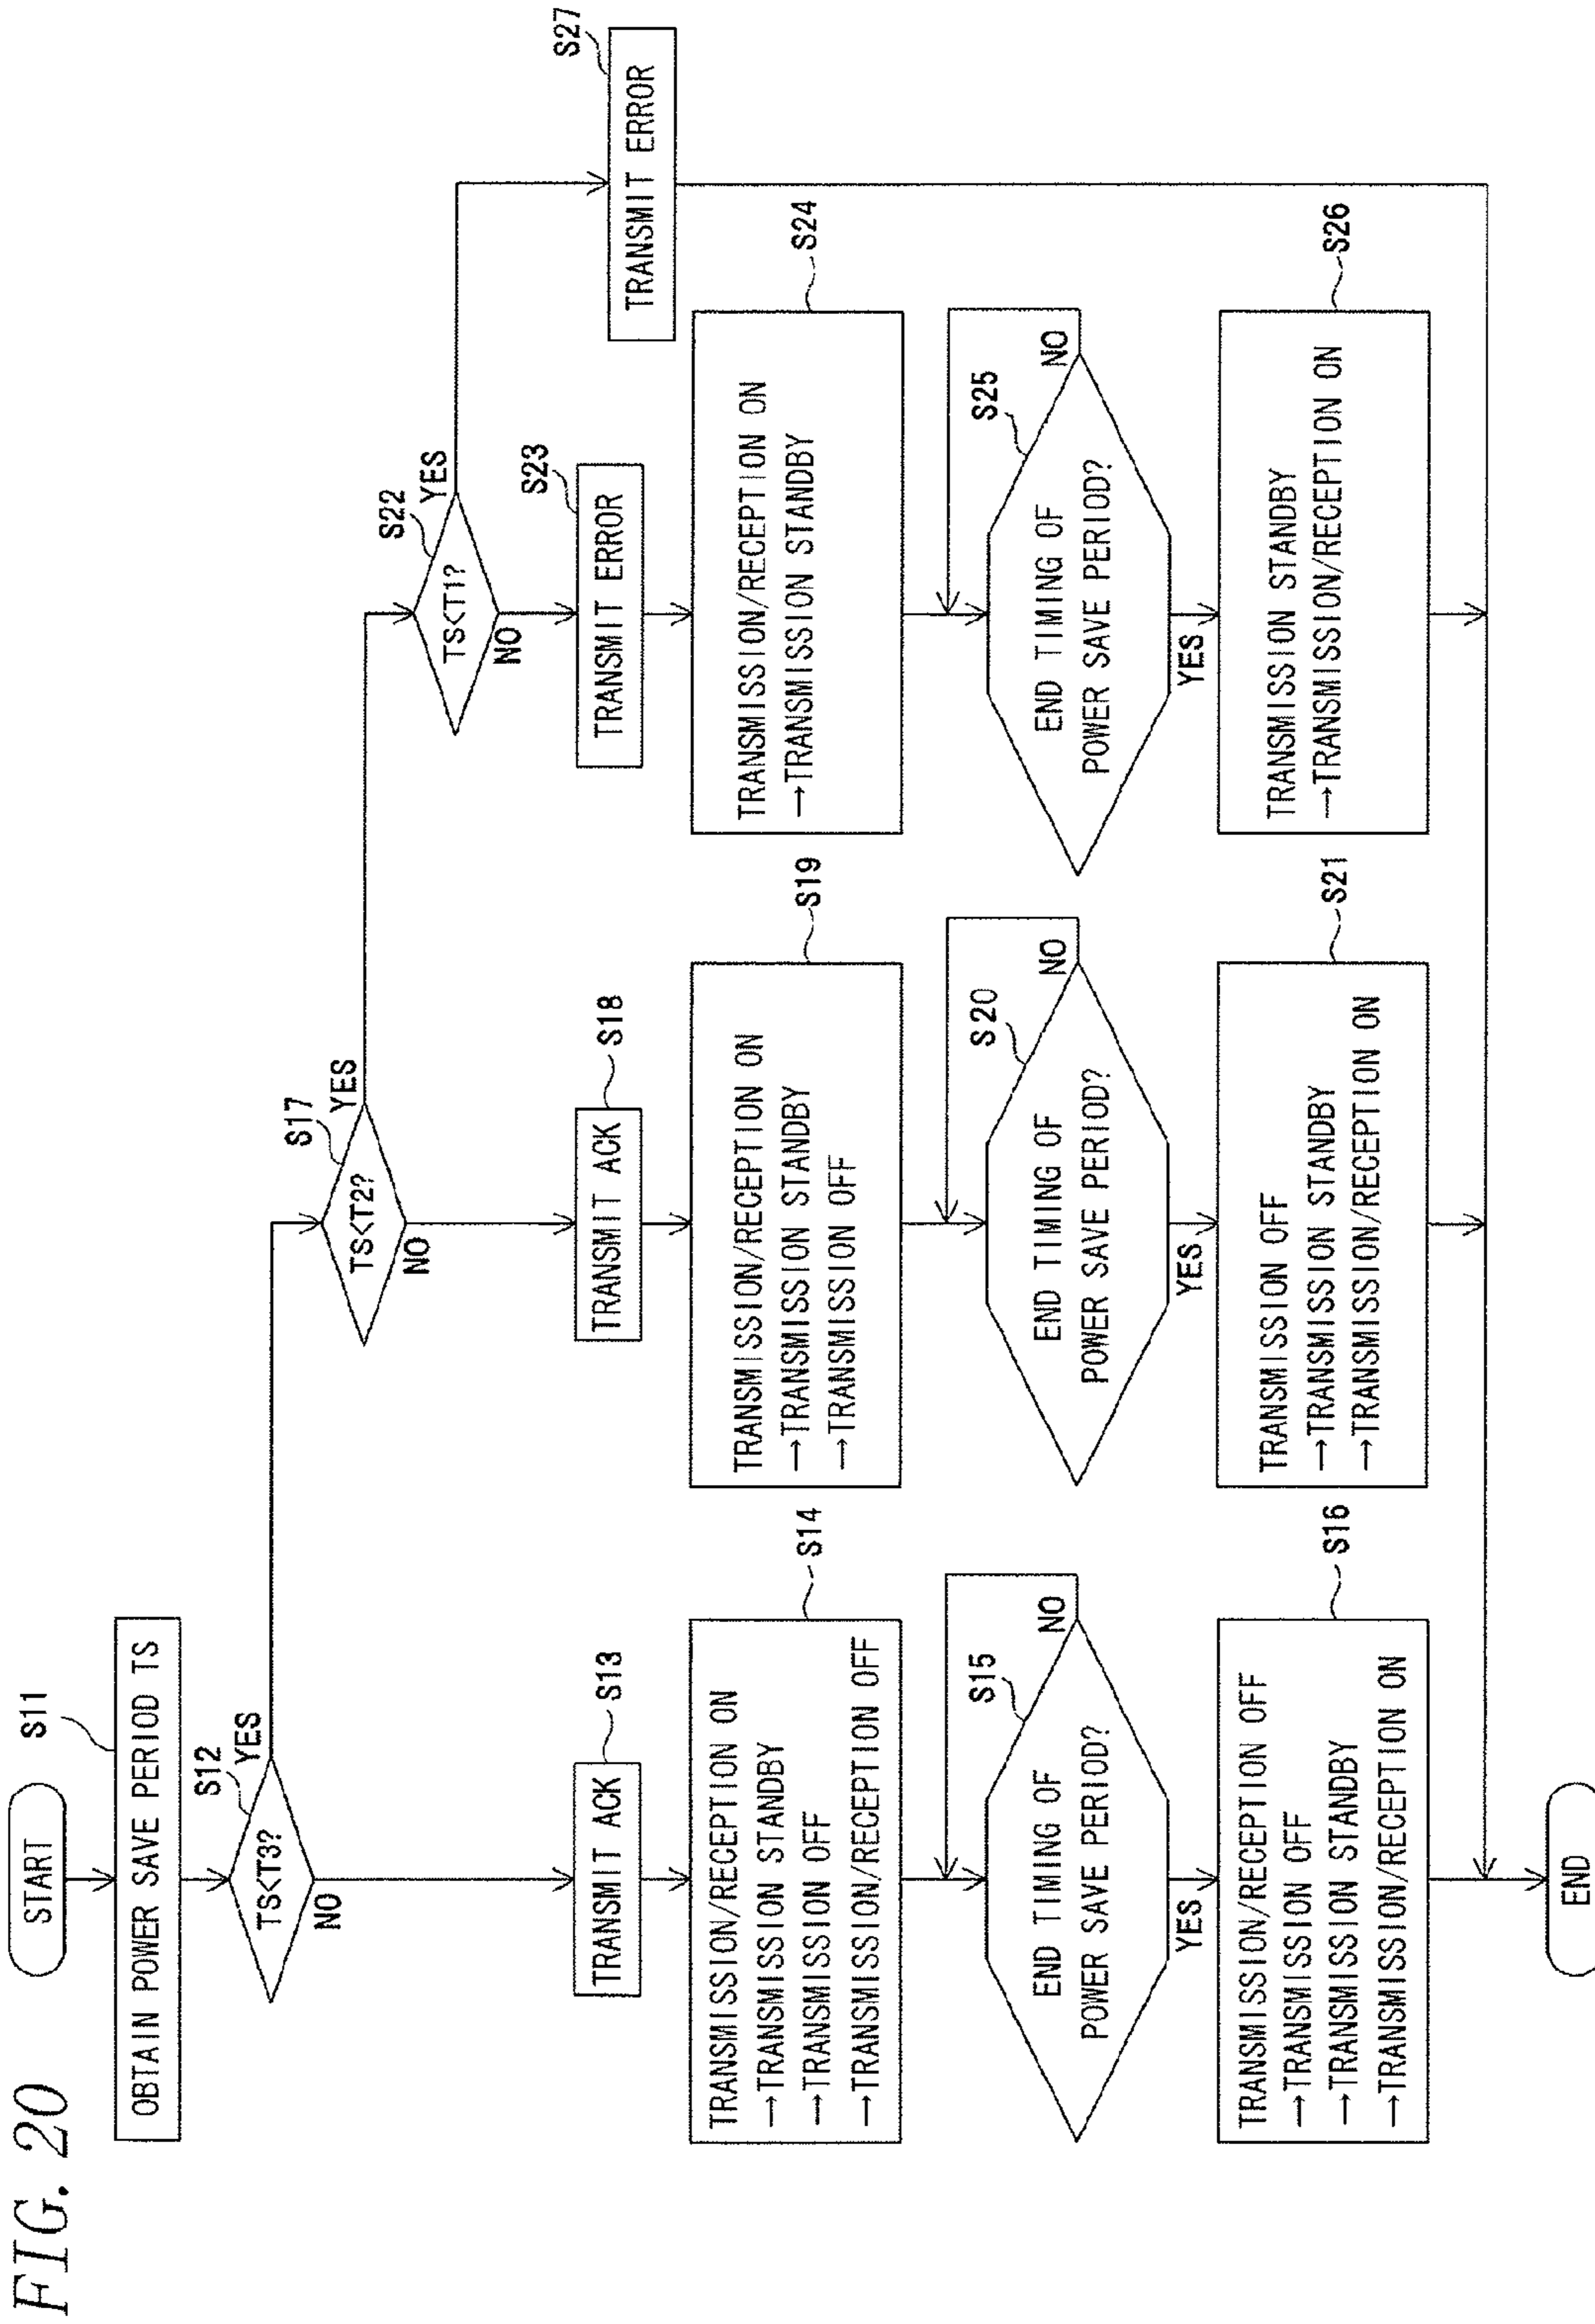 FIG. 20
START
S11
OBTAIN POWER SAVE PERIOD TS
S12
TS<T3?
YES
NO
S13
TRANSMIT ACK
S14
TRANSMISSION/RECEPTION ON
→TRANSMISSION STANDBY
→TRANSMISSION OFF
→TRANSMISSION/RECEPTION OFF
S15
END TIMING OF
POWER SAVE PERIOD?
NO
YES
S16
TRANSMISSION/RECEPTION OFF
→TRANSMISSION OFF
→TRANSMISSION STANDBY
→TRANSMISSION/RECEPTION ON
S17
TS<T2?
YES
NO
S18
TRANSMIT ACK
S19
TRANSMISSION/RECEPTION ON
→TRANSMISSION STANDBY
→TRANSMISSION OFF
S20
END TIMING OF
POWER SAVE PERIOD?
NO
YES
S21
TRANSMISSION OFF
→TRANSMISSION STANDBY
→TRANSMISSION/RECEPTION ON
S22
TS<T1?
YES
NO
S23
TRANSMIT ERROR
S24
TRANSMISSION/RECEPTION ON
→TRANSMISSION STANDBY
S25
END TIMING OF
POWER SAVE PERIOD?
NO
YES
S26
TRANSMISSION STANDBY
→TRANSMISSION/RECEPTION ON
S27
TRANSMIT ERROR
END